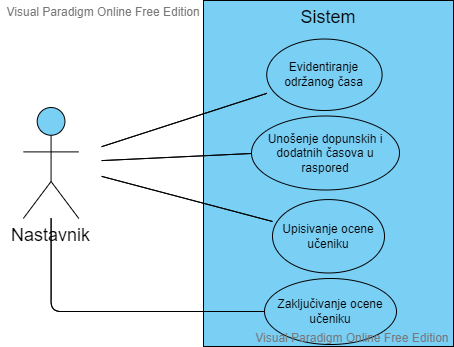 Visual Paradigm Online Free Edition
Sistem
Evidentiranje
održanog časa
Unošenje dopunskih i
dodatnih časova u
raspored
Nastavnik
Upisivanje ocene
učeniku
Zaključivanje ocene
učeniku
Visual Paradigm Online Free Edition